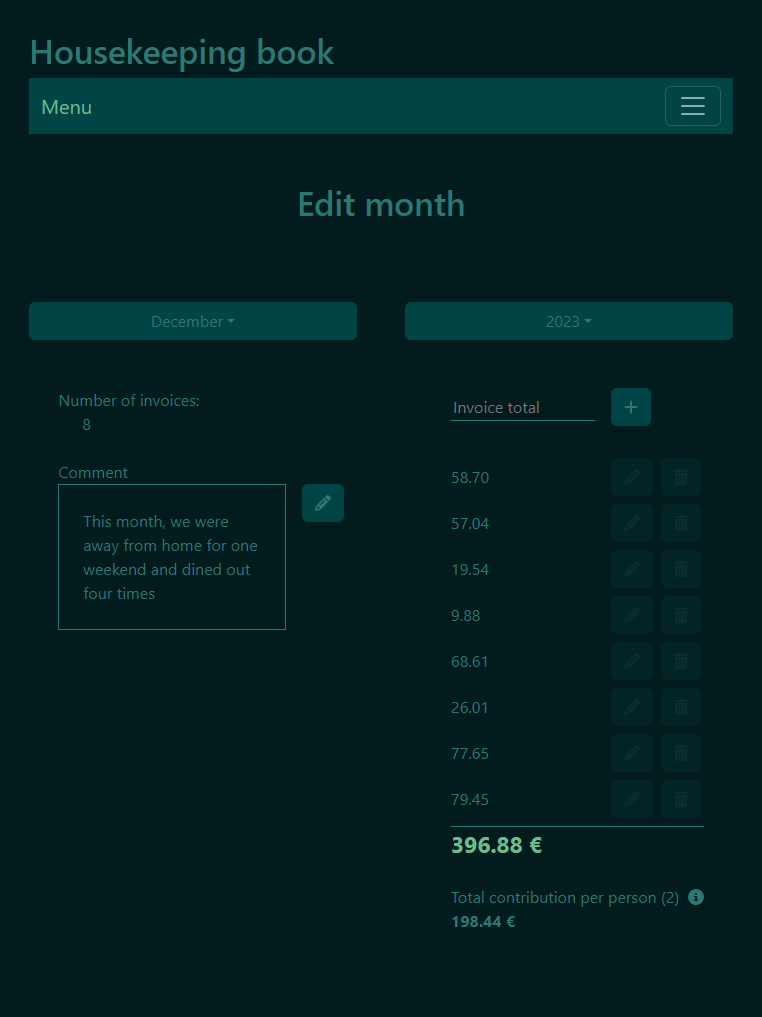 Housekeeping book
Menu
Edit month
December
2023
Number of invoices:
8
Comment
This month, we were
away from home for one
weekend and dined out
four times
Invoice total
58.70
57.04
19.54
9.88
68.61
26.01
77.65
79.45
396.88 €
Total contribution per person (2)
198.44 €